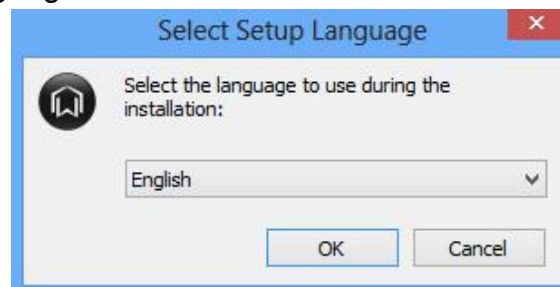 Select Setup Language
Select the language to use during the
installation:
English
OK
Cancel